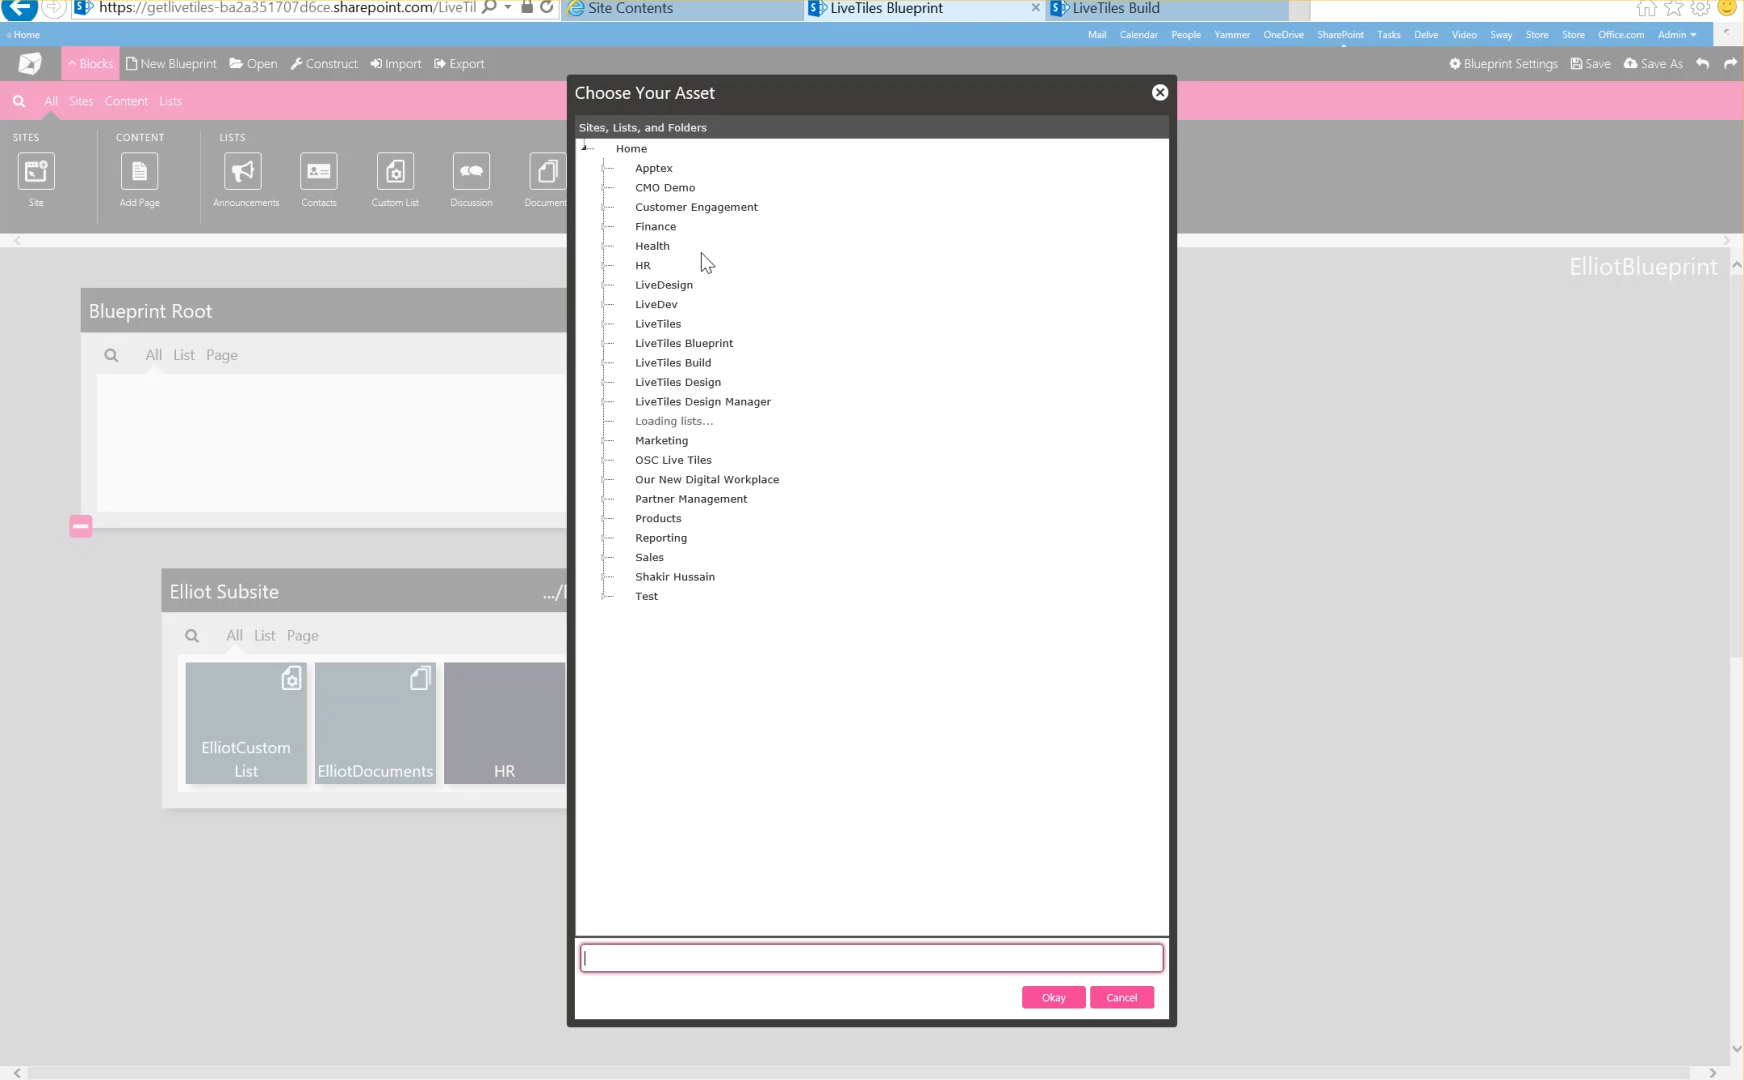 https://getlivetiles-ba2a351707d6ce.sharepoint.com/LiveTil
Site Contents
LiveTiles Blueprint
LiveTiles Build
Home
Mail Calendar People Yammer OneDrive SharePoint Tasks Delve Video Sway Store Store Office.com Admin
Blocks New Blueprint Open Construct Import Export
Blueprint Settings Save Save As
All Sites Content Lists
SITES
CONTENT
LISTS
Site
Add Page
Announcements
Contacts
Custom List
Discussion
Document
ElliotBlueprint
Blueprint Root
All List Page
Elliot Subsite
.../E
All List Page
ElliotCustom
List
ElliotDocuments
HR
Choose Your Asset
Sites, Lists, and Folders
Home
Apptex
CMO Demo
Customer Engagement
Finance
Health
HR
LiveDesign
LiveDev
LiveTiles
LiveTiles Blueprint
LiveTiles Build
LiveTiles Design
LiveTiles Design Manager
Loading lists...
Marketing
OSC Live Tiles
Our New Digital Workplace
Partner Management
Products
Reporting
Sales
Shakir Hussain
Test
Okay
Cancel